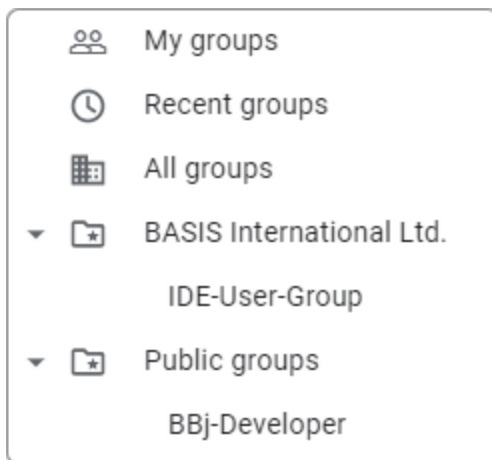 My groups
Recent groups
All groups
BASIS International Ltd.
IDE-User-Group
Public groups
BBj-Developer